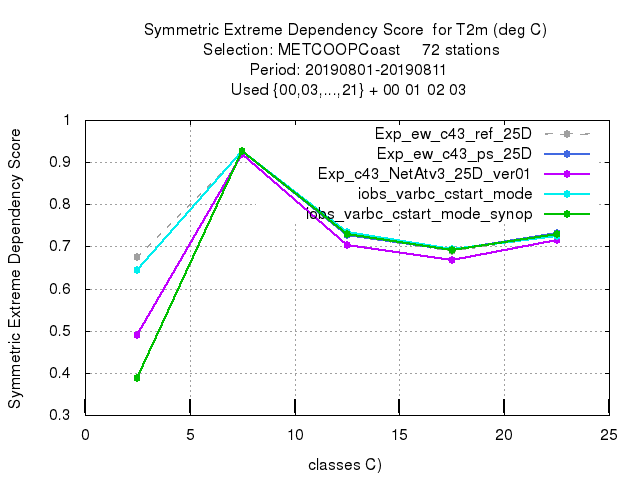 Symmetric Extreme Dependency Score  for T2m (deg C)
Selection: METCOOPCoast     72 stations
Period: 20190801-20190811
Used {00,03,...,21} + 00 01 02 03
Symmetric Extreme Dependency Score
1
0.9
0.8
0.7
0.6
0.5
0.4
0.3
Exp_ew_c43_ref_25D
Exp_ew_c43_ps_25D
Exp_c43_NetAtv3_25D_ver01
iobs_varbc_cstart_mode
iobs_varbc_cstart_mode_synop
0 5 10 15 20 25
classes C)